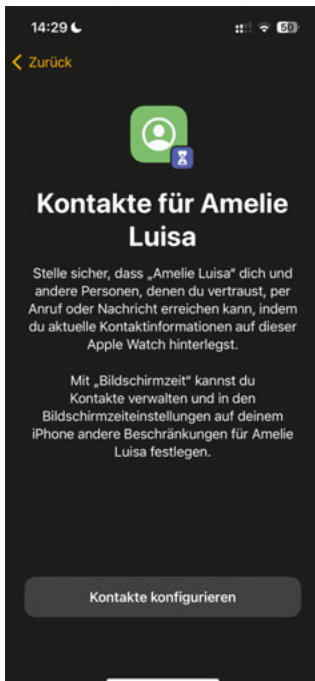 14:29
50
Zurück
Kontakte für Amelie
Luisa
Stelle sicher, dass „Amelie Luisa“ dich und
andere Personen, denen du vertraust, per
Anruf oder Nachricht erreichen kann, indem
du aktuelle Kontaktinformationen auf dieser
Apple Watch hinterlegst.
Mit „Bildschirmzeit“ kannst du
Kontakte verwalten und in den
Bildschirmzeiteinstellungen auf deinem
iPhone andere Beschränkungen für Amelie
Luisa festlegen.
Kontakte konfigurieren